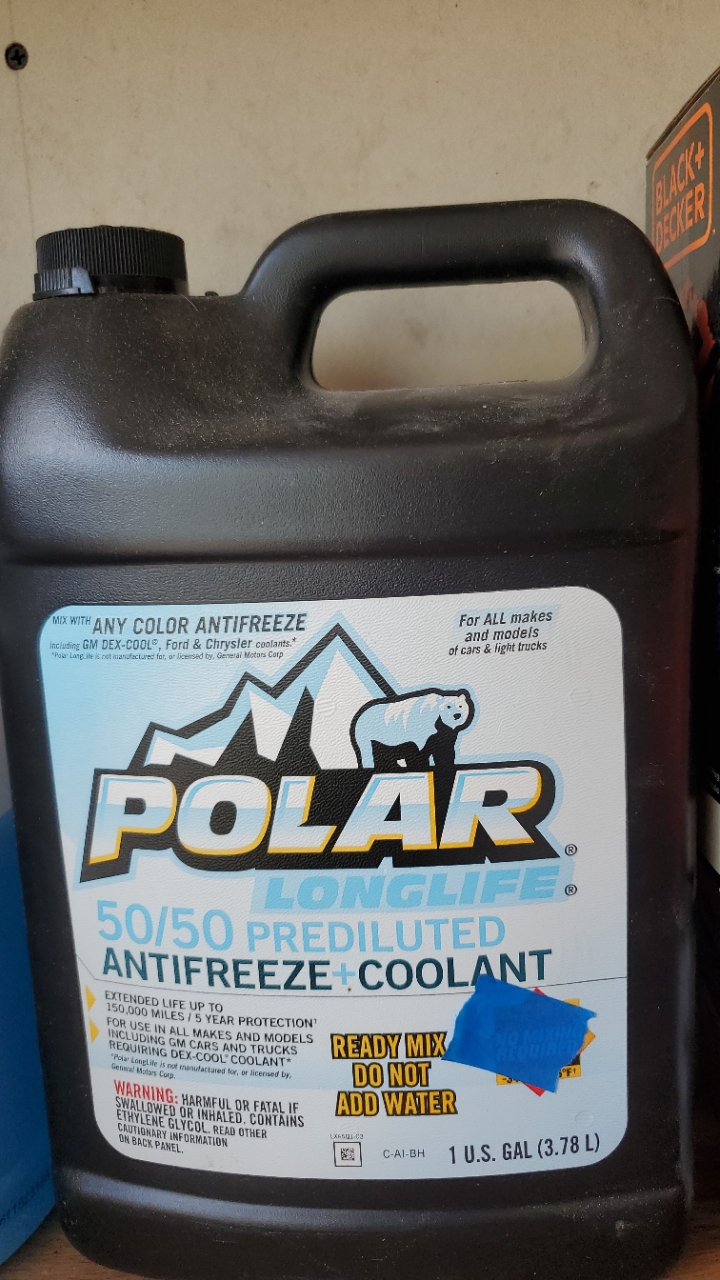 BLACK+
DECKER
MIX WITH ANY COLOR ANTIFREEZE
including GM DEX-COOL®, Ford & Chrysler coolants.*
*Polar LongLife is not manufactured for, or licensed by, General Motors Corp
For ALL makes
and models
of cars & light trucks
POLAR®
LONGLIFE®
50/50 PREDILUTED
ANTIFREEZE+COOLANT
EXTENDED LIFE UP TO
150,000 MILES / 5 YEAR PROTECTION†
FOR USE IN ALL MAKES AND MODELS
INCLUDING GM CARS AND TRUCKS
REQUIRING DEX-COOL® COOLANT*
*Polar LongLife is not manufactured for, or licensed by,
General Motors Corp.
WARNING: HARMFUL OR FATAL IF
SWALLOWED OR INHALED. CONTAINS
ETHYLENE GLYCOL. READ OTHER
CAUTIONARY INFORMATION
ON BACK PANEL.
READY MIX
DO NOT
ADD WATER
C-AI-BH
1 U.S. GAL (3.78 L)